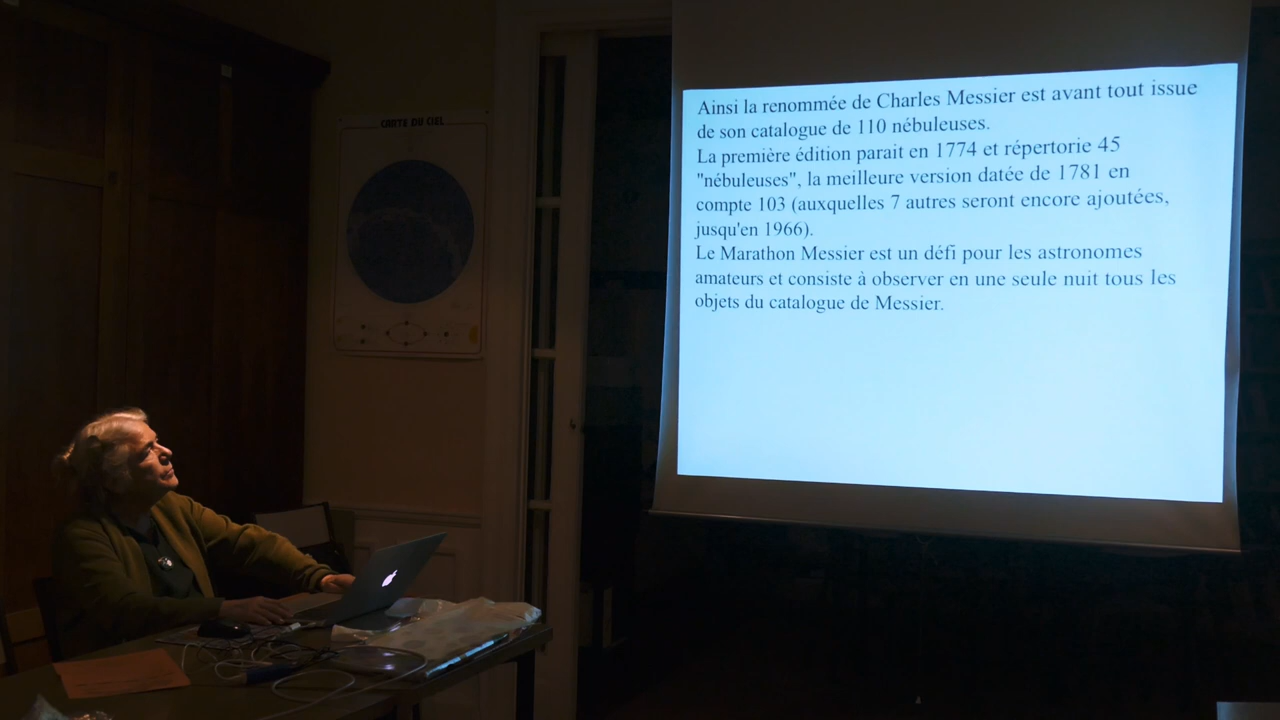 CARTE DU CIEL
Ainsi la renommée de Charles Messier est avant tout issue
de son catalogue de 110 nébuleuses.
La première édition parait en 1774 et répertorie 45
"nébuleuses", la meilleure version datée de 1781 en
compte 103 (auxquelles 7 autres seront encore ajoutées,
jusqu'en 1966).
Le Marathon Messier est un défi pour les astronomes
amateurs et consiste à observer en une seule nuit tous les
objets du catalogue de Messier.